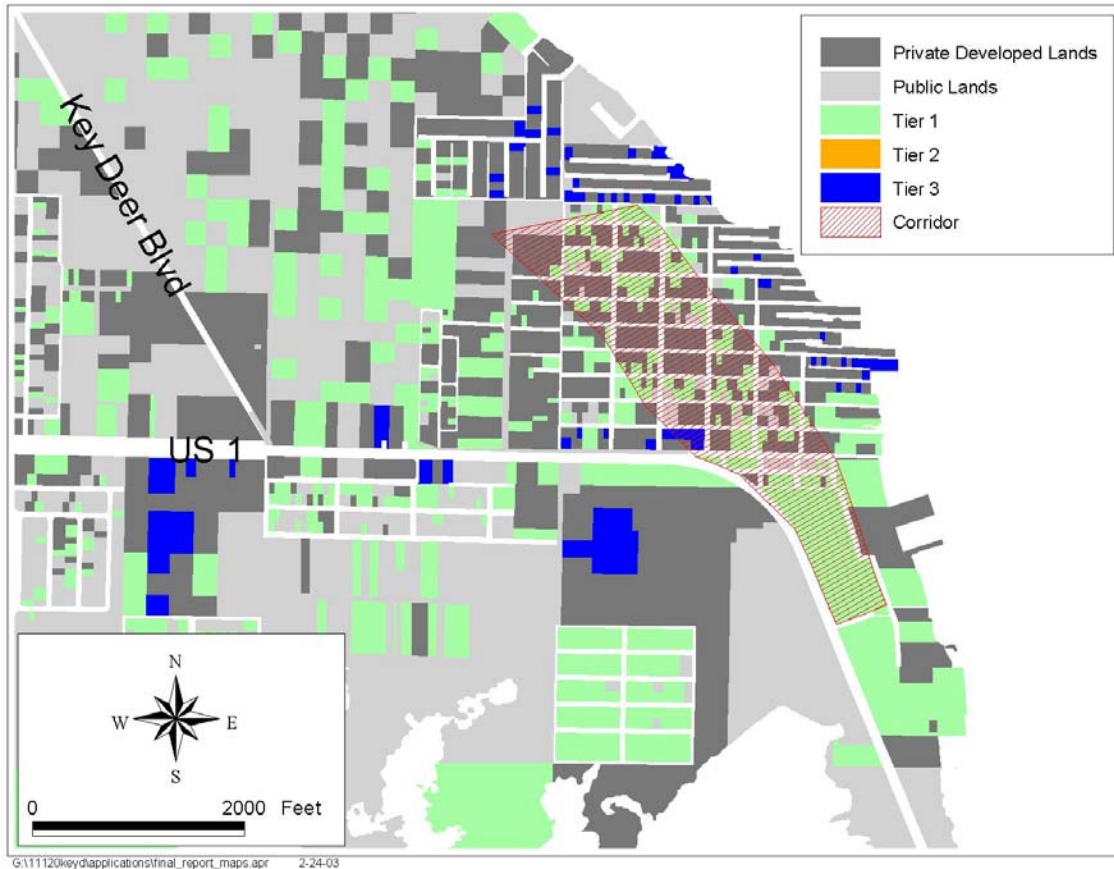 Key Deer Blvd
US 1
Private Developed Lands
Public Lands
Tier 1
Tier 2
Tier 3
Corridor
N
W E
S
0 2000 Feet
G:\11120keyd\applications\final_report_maps.apr 2-24-03